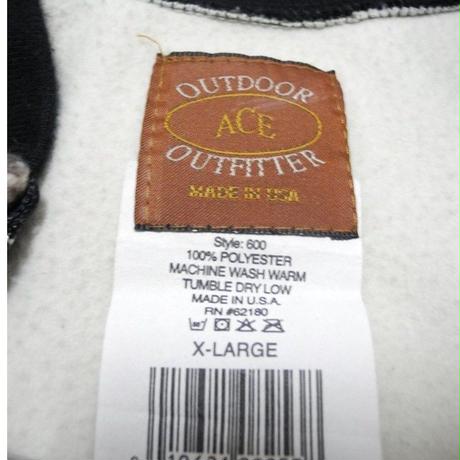 OUTDOOR
ACE
OUTFITTER
MADE IN USA
Style: 600
100% POLYESTER
MACHINE WASH WARM
TUMBLE DRY LOW
MADE IN U.S.A.
RN #62180
X-LARGE